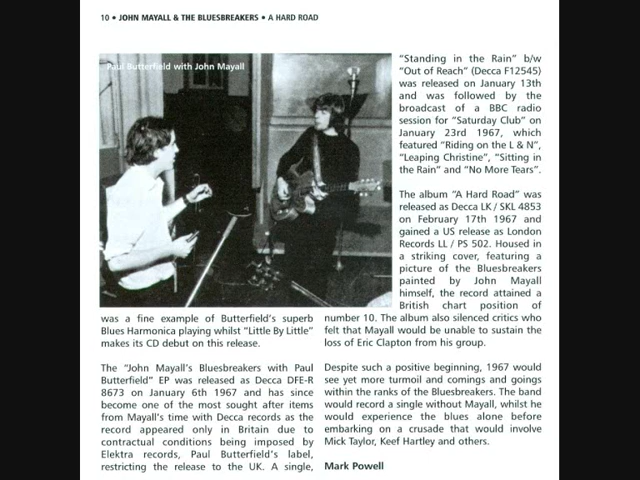 10 • JOHN MAYALL & THE BLUESBREAKERS • A HARD ROAD
Paul Butterfield with John Mayall
was a fine example of Butterfield's superb
Blues Harmonica playing whilst "Little By Little"
makes its CD debut on this release.
The "John Mayall's Bluesbreakers with Paul
Butterfield" EP was released as Decca DFE-R
8673 on January 6th 1967 and has since
become one of the most sought after items
from Mayall's time with Decca records as the
record appeared only in Britain due to
contractual conditions being imposed by
Elektra records, Paul Butterfield's label,
restricting the release to the UK. A single,
"Standing in the Rain" b/w
"Out of Reach" (Decca F12545)
was released on January 13th
and was followed by the
broadcast of a BBC radio
session for "Saturday Club" on
January 23rd 1967, which
featured "Riding on the L & N",
"Leaping Christine", "Sitting in
the Rain" and "No More Tears".
The album "A Hard Road" was
released as Decca LK / SKL 4853
on February 17th 1967 and
gained a US release as London
Records LL / PS 502. Housed in
a striking cover, featuring a
picture of the Bluesbreakers
painted by John Mayall
himself, the record attained a
British chart position of
number 10. The album also silenced critics who
felt that Mayall would be unable to sustain the
loss of Eric Clapton from his group.
Despite such a positive beginning, 1967 would
see yet more turmoil and comings and goings
within the ranks of the Bluesbreakers. The band
would record a single without Mayall, whilst he
would experience the blues alone before
embarking on a crusade that would involve
Mick Taylor, Keef Hartley and others.
Mark Powell